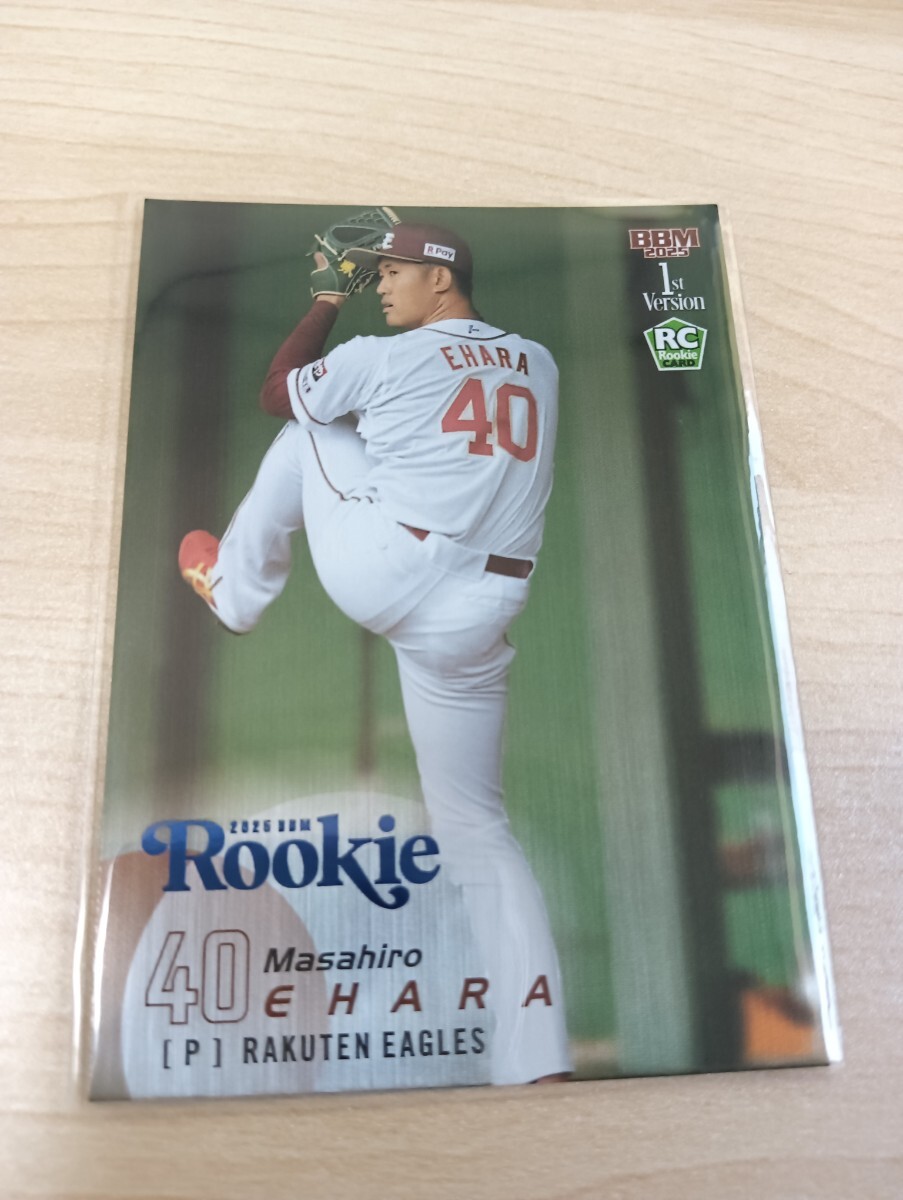 BBM
2025
1st
Version
RC
Rookie
CARD
E
R Pay
EHARA
40
2025 BBM
Rookie
40
Masahiro
EHARA
[P] RAKUTEN EAGLES